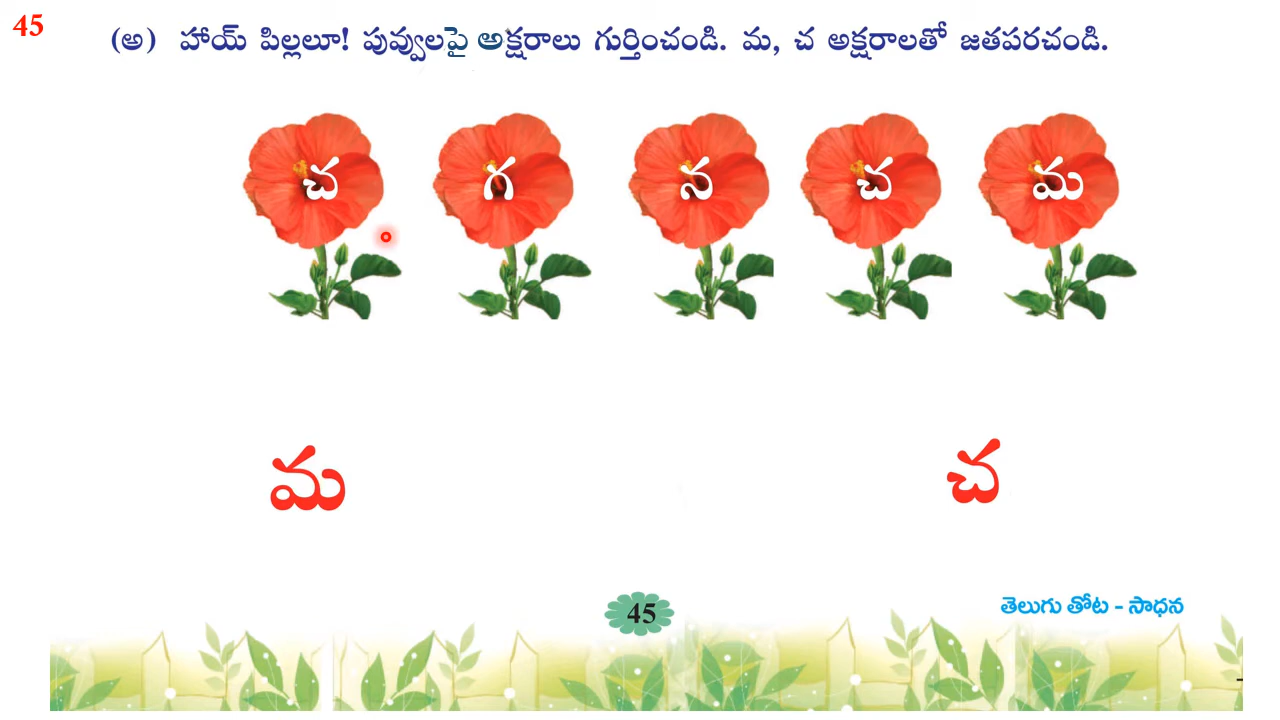 45
(అ) హాయ్ పిల్లలూ! పువ్వులపై అక్షరాలు గుర్తించండి. మ, చ అక్షరాలతో జతపరచండి.
చ గ న చ మ
మ చ
45
తెలుగు తోట - సాధన